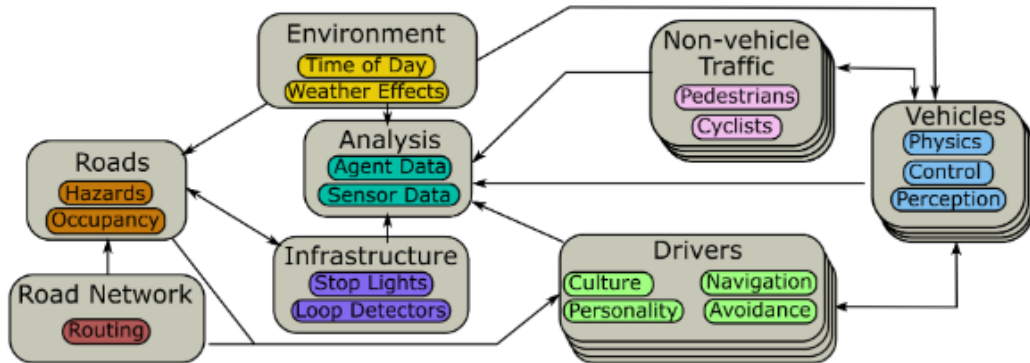 Environment
Time of Day
Weather Effects
Non-vehicle
Traffic
Pedestrians
Cyclists
Vehicles
Physics
Control
Perception
Analysis
Agent Data
Sensor Data
Roads
Hazards
Occupancy
Infrastructure
Stop Lights
Loop Detectors
Drivers
Culture
Navigation
Personality
Avoidance
Road Network
Routing